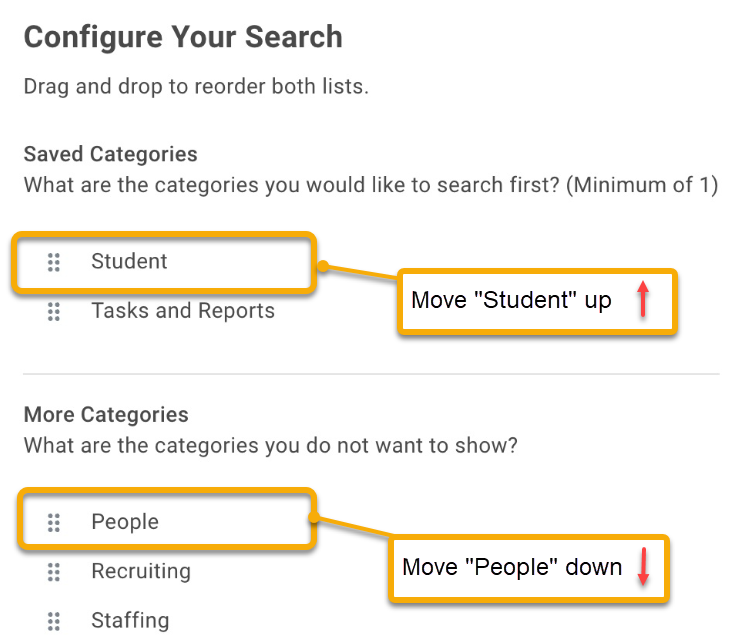 Configure Your Search
Drag and drop to reorder both lists.
Saved Categories
What are the categories you would like to search first? (Minimum of 1)
Student
Move "Student" up
Tasks and Reports
More Categories
What are the categories you do not want to show?
People
Move "People" down
Recruiting
Staffing